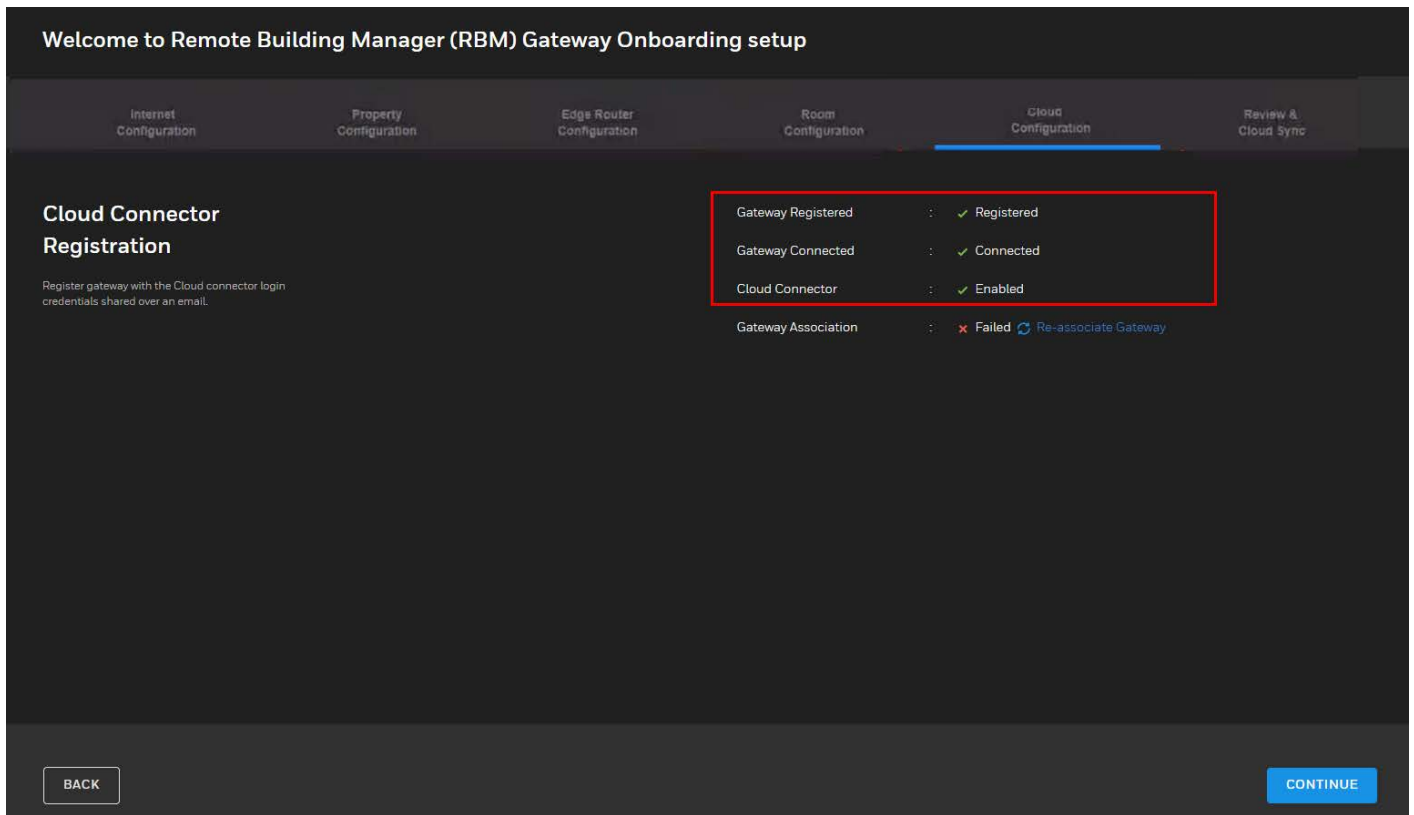 Welcome to Remote Building Manager (RBM) Gateway Onboarding setup
Internet
Configuration
Property
Configuration
Edge Router
Configuration
Room
Configuration
Cloud
Configuration
Review &
Cloud Sync
Cloud Connector
Registration
Register gateway with the Cloud connector login
credentials shared over an email.
Gateway Registered : Registered
Gateway Connected : Connected
Cloud Connector : Enabled
Gateway Association : Failed Re-associate Gateway
BACK
CONTINUE